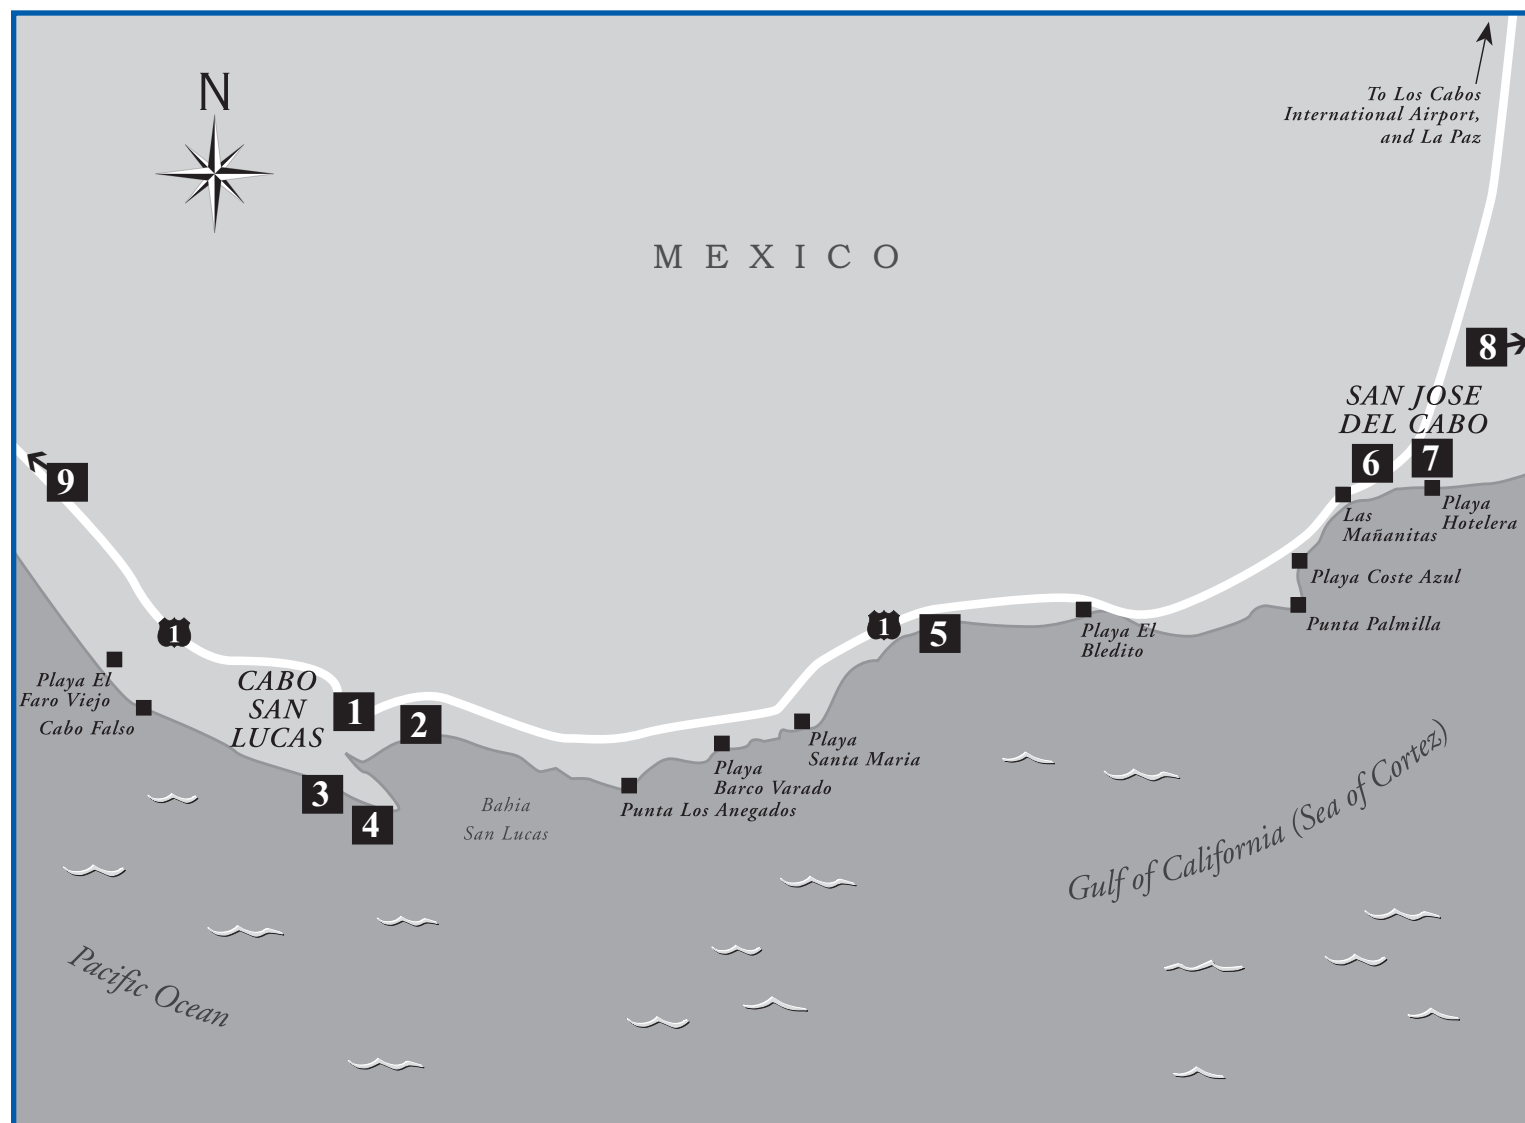 N
To Los Cabos
International Airport,
and La Paz
MEXICO
8
SAN JOSE
DEL CABO
6
7
9
Playa
Hotelera
Las
Mañanitas
Playa Coste Azul
1
1
5
Punta Palmilla
Playa El
Bledito
Playa El
Faro Viejo
Cabo Falso
CABO
SAN
LUCAS
1
2
Playa
Santa Maria
Playa
Barco Varado
Punta Los Anegados
3
4
Bahia
San Lucas
Gulf of California (Sea of Cortez)
Pacific Ocean